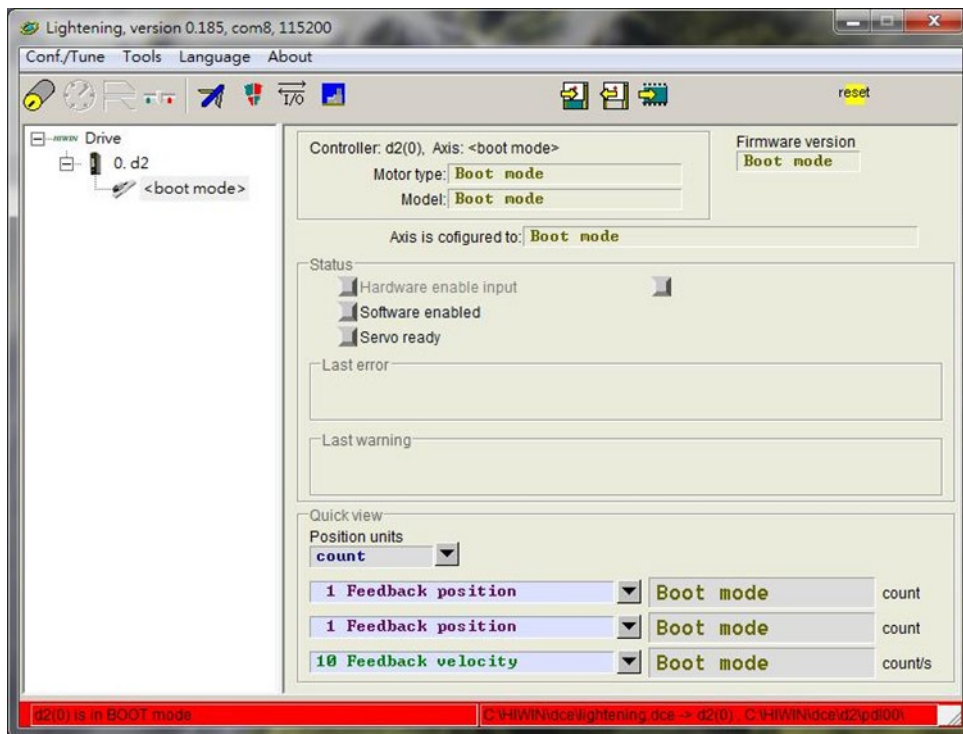 Lightening, version 0.185, com8, 115200
Conf./Tune Tools Language About
I/O
reset
HIWIN Drive
0. d2
<boot mode>
Controller: d2(0), Axis: <boot mode>
Motor type: Boot mode
Model: Boot mode
Firmware version
Boot mode
Axis is cofigured to: Boot mode
Status
Hardware enable input
Software enabled
Servo ready
Last error
Last warning
Quick view
Position units
count
1 Feedback position Boot mode count
1 Feedback position Boot mode count
10 Feedback velocity Boot mode count/s
d2(0) is in BOOT mode C:\HIWIN\dce\lightening.dce -> d2(0) , C:\HIWIN\dce\d2\pdl00\